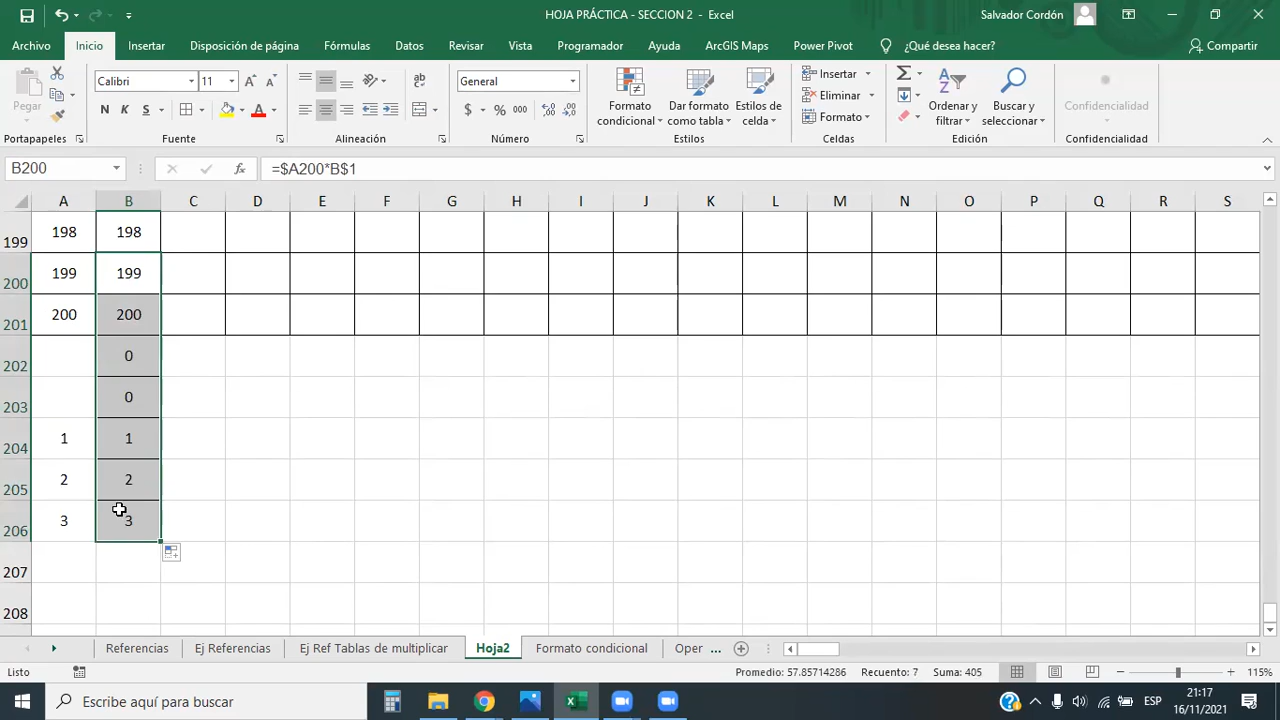 HOJA PRÁCTICA - SECCION 2 - Excel
Salvador Cordón
Archivo Inicio Insertar Disposición de página Fórmulas Datos Revisar Vista Programador Ayuda ArcGIS Maps Power Pivot ¿Qué desea hacer? Compartir
Pegar
Portapapeles
Calibri 11
N K S
Fuente
ab
Alineación
General
$ % 000
Número
Formato condicional
Dar formato como tabla
Estilos de celda
Estilos
Insertar
Eliminar
Formato
Celdas
Ordenar y filtrar
Buscar y seleccionar
Edición
Confidencialidad
Confidencialidad
B200 fx =$A200*B$1
A B C D E F G H I J K L M N O P Q R S
199 198 198
200 199 199
201 200 200
202 0
203 0
204 1 1
205 2 2
206 3 3
207
208
Referencias Ej Referencias Ej Ref Tablas de multiplicar Hoja2 Formato condicional Oper ...
Listo Promedio: 57.85714286 Recuento: 7 Suma: 405 115%
Escribe aquí para buscar ESP 21:17
16/11/2021